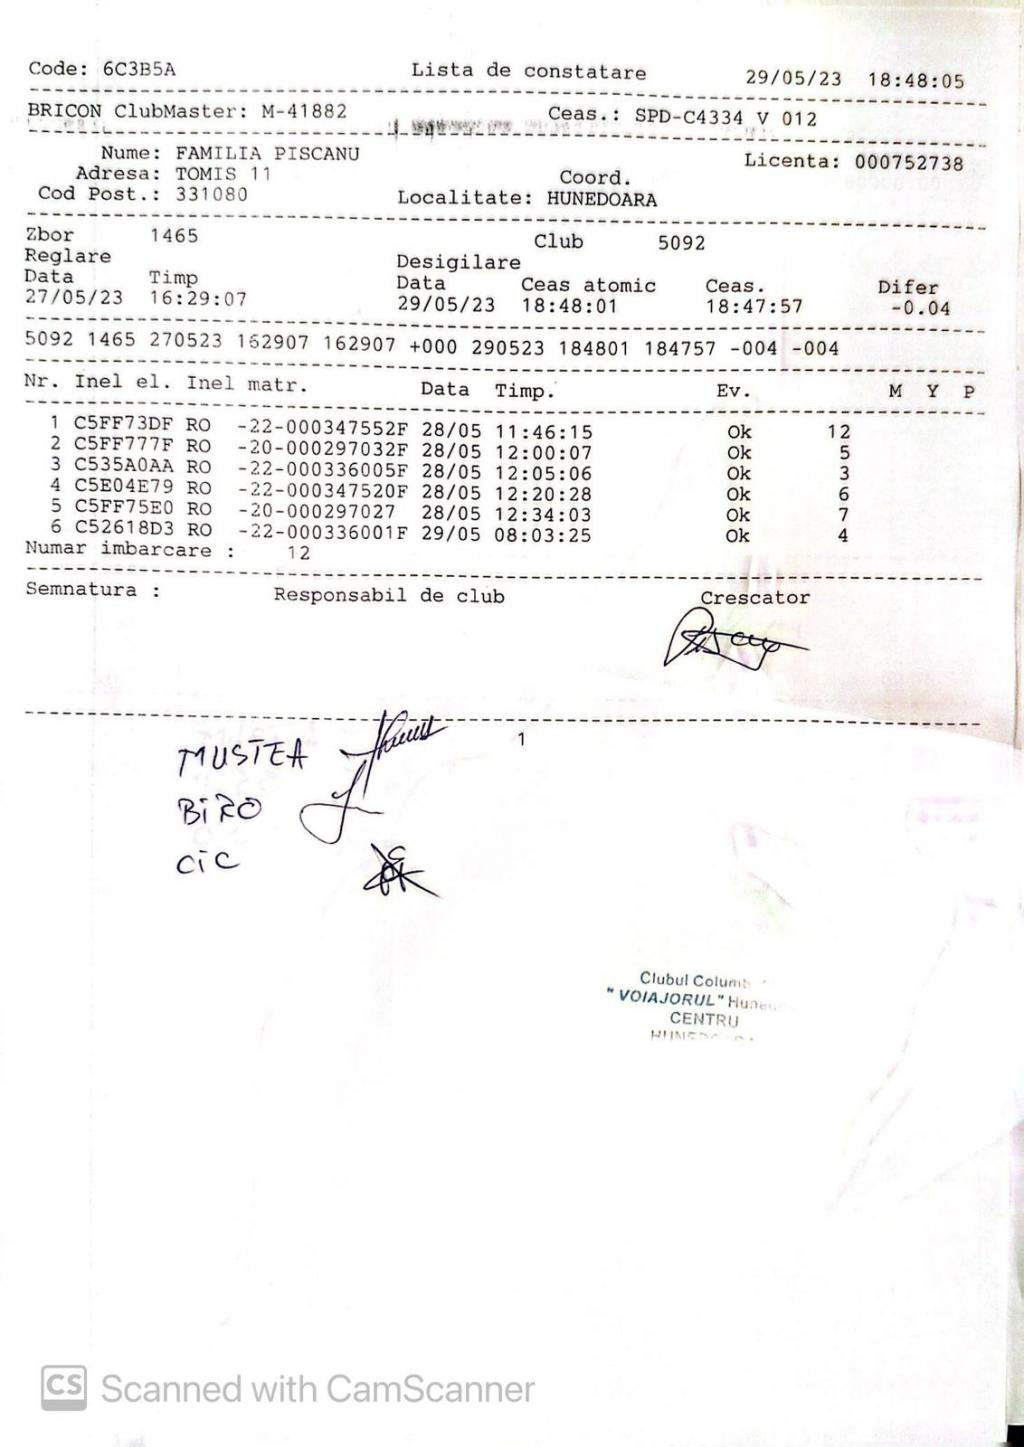 Code: 6C3B5A Lista de constatare 29/05/23 18:48:05
BRICON ClubMaster: M-41882 Ceas.: SPD-C4334 V 012
Nume: FAMILIA PISCANU Licenta: 000752738
Adresa: TOMIS 11 Coord.
Cod Post.: 331080 Localitate: HUNEDOARA
Zbor 1465 Club 5092
Reglare Desigilare
Data Timp Data Ceas atomic Ceas. Difer
27/05/23 16:29:07 29/05/23 18:48:01 18:47:57 -0.04
5092 1465 270523 162907 162907 +000 290523 184801 184757 -004 -004
Nr. Inel el. Inel matr. Data Timp. Ev. M Y P
1 C5FF73DF RO -22-000347552F 28/05 11:46:15 Ok 12
2 C5FF777F RO -20-000297032F 28/05 12:00:07 Ok 5
3 C535A0AA RO -22-000336005F 28/05 12:05:06 Ok 3
4 C5E04E79 RO -22-000347520F 28/05 12:20:28 Ok 6
5 C5FF75E0 RO -20-000297027 28/05 12:34:03 Ok 7
6 C52618D3 RO -22-000336001F 29/05 08:03:25 Ok 4
Numar imbarcare : 12
Semnatura : Responsabil de club Crescator
1
MUSTEA
BIRO
CIC
Clubul
"VOIAJORUL"
CENTRU
CS Scanned with CamScanner